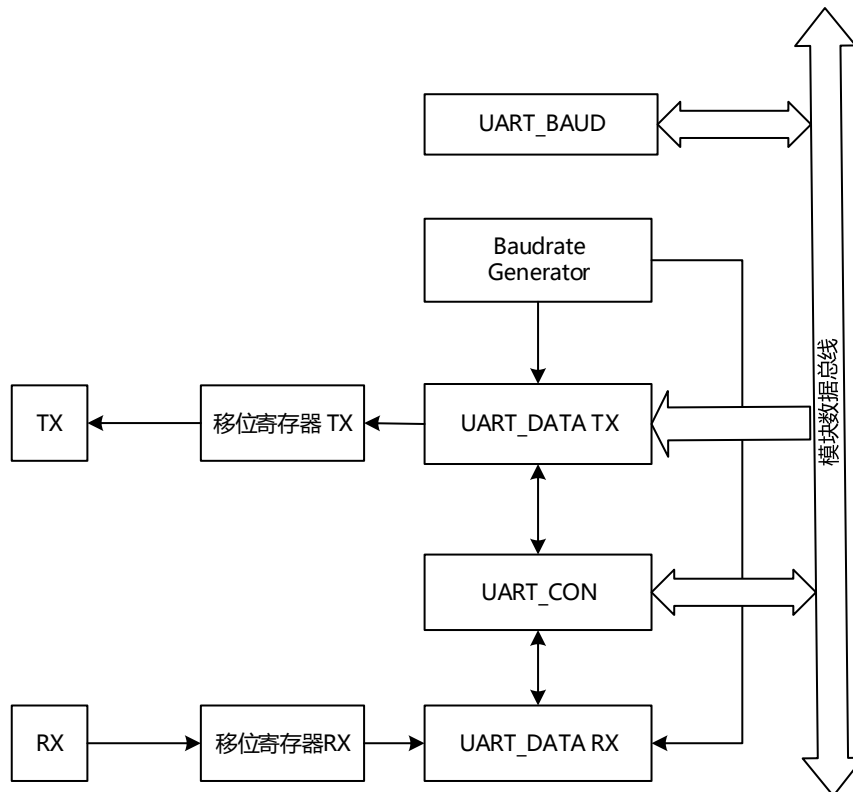 UART_BAUD
Baudrate
Generator
模块数据总线
TX
移位寄存器 TX
UART_DATA TX
UART_CON
RX
移位寄存器RX
UART_DATA RX